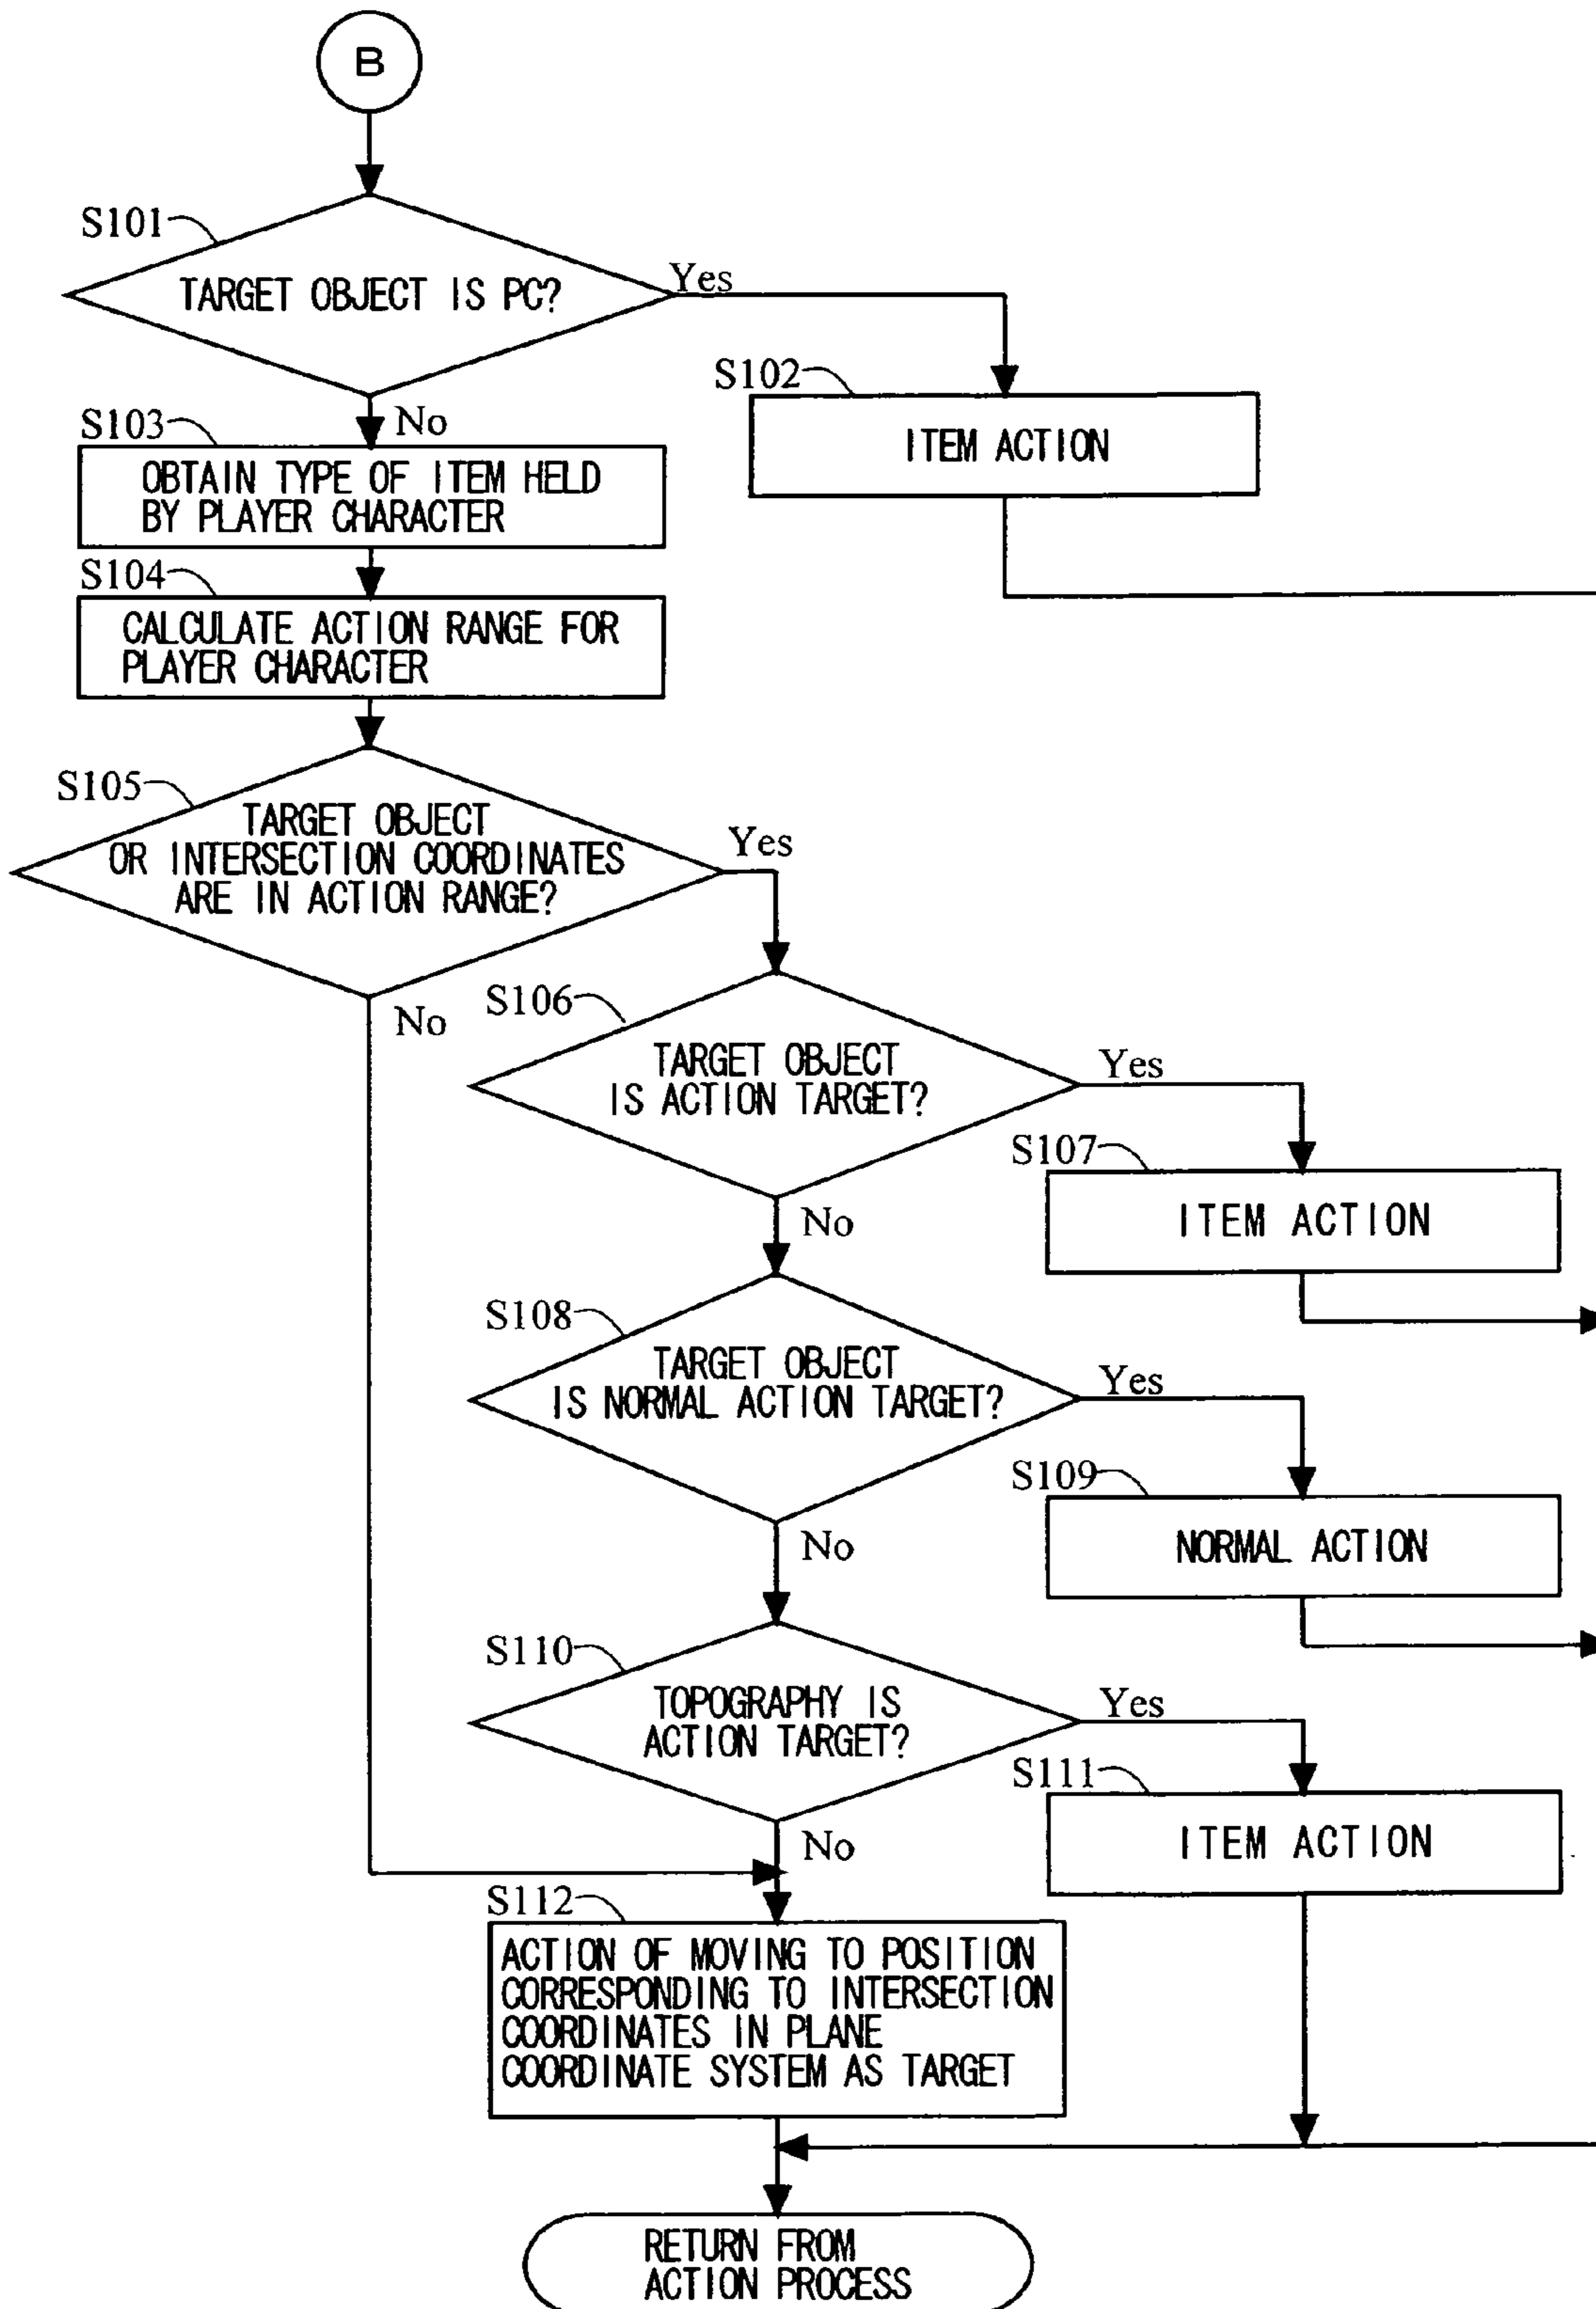 B
S101
TARGET OBJECT IS PC?
Yes
S102
ITEM ACTION
No
S103
OBTAIN TYPE OF ITEM HELD
BY PLAYER CHARACTER
S104
CALCULATE ACTION RANGE FOR
PLAYER CHARACTER
S105
TARGET OBJECT
OR INTERSECTION COORDINATES
ARE IN ACTION RANGE?
Yes
No
S106
TARGET OBJECT
IS ACTION TARGET?
Yes
S107
ITEM ACTION
No
S108
TARGET OBJECT
IS NORMAL ACTION TARGET?
Yes
S109
NORMAL ACTION
No
S110
TOPOGRAPHY IS
ACTION TARGET?
Yes
S111
ITEM ACTION
No
S112
ACTION OF MOVING TO POSITION
CORRESPONDING TO INTERSECTION
COORDINATES IN PLANE
COORDINATE SYSTEM AS TARGET
RETURN FROM
ACTION PROCESS